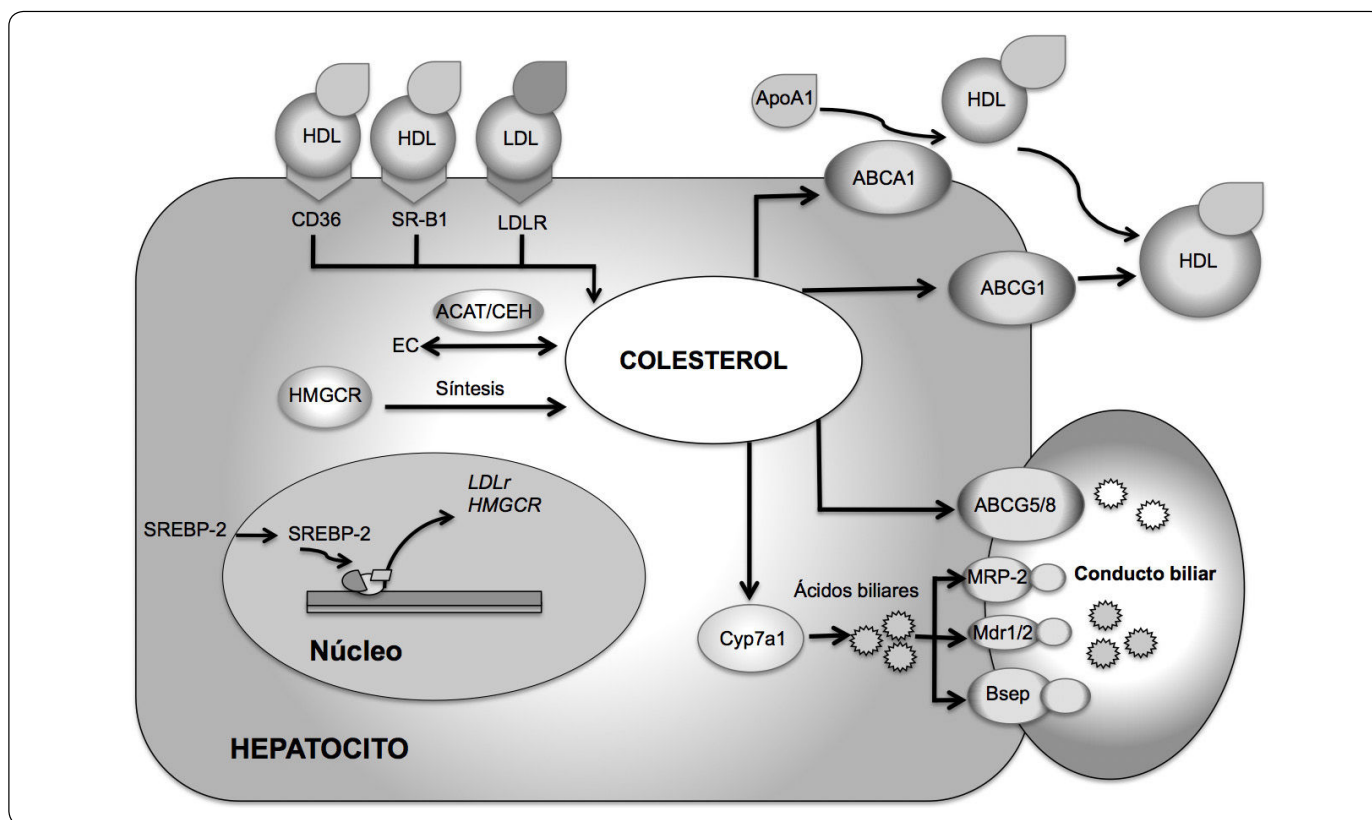 HDL
HDL
LDL
ApoA1
HDL
ABCA1
CD36
SR-B1
LDLR
HDL
ABCG1
ACAT/CEH
EC
COLESTEROL
HMGCR
Síntesis
LDLr
HMGCR
SREBP-2
SREBP-2
Núcleo
HEPATOCITO
ABCG5/8
Conducto biliar
MRP-2
Ácidos biliares
Cyp7a1
Mdr1/2
Bsep